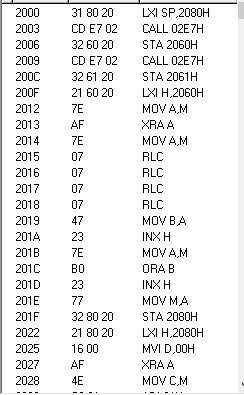 2000 31 80 20 LXI SP,2080H
2003 CD E7 02 CALL 02E7H
2006 32 60 20 STA 2060H
2009 CD E7 02 CALL 02E7H
200C 32 61 20 STA 2061H
200F 21 60 20 LXI H,2060H
2012 7E MOV A,M
2013 AF XRA A
2014 7E MOV A,M
2015 07 RLC
2016 07 RLC
2017 07 RLC
2018 07 RLC
2019 47 MOV B,A
201A 23 INX H
201B 7E MOV A,M
201C B0 ORA B
201D 23 INX H
201E 77 MOV M,A
201F 32 80 20 STA 2080H
2022 21 80 20 LXI H,2080H
2025 16 00 MVI D,00H
2027 AF XRA A
2028 4E MOV C,M